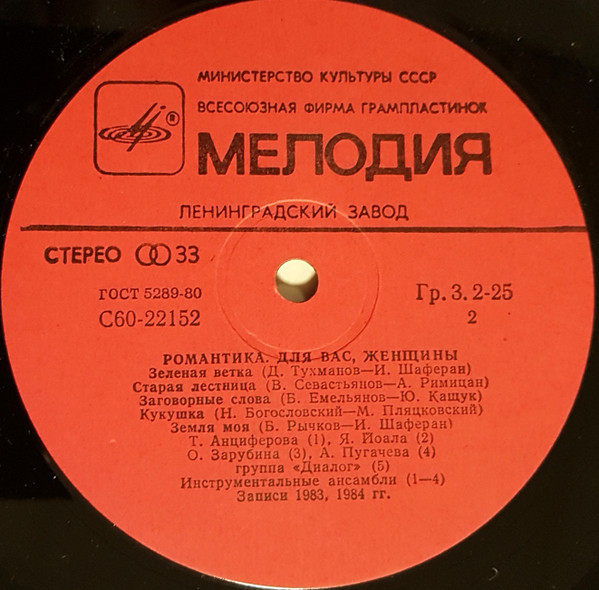 МИНИСТЕРСТВО КУЛЬТУРЫ СССР
ВСЕСОЮЗНАЯ ФИРМА ГРАМПЛАСТИНОК
®
МЕЛОДИЯ
ЛЕНИНГРАДСКИЙ ЗАВОД
СТЕРЕО 33
ГОСТ 5289-80
Гр. 3. 2-25
С60-22152
2
РОМАНТИКА. ДЛЯ ВАС, ЖЕНЩИНЫ
Зеленая ветка (Д. Тухманов—И. Шаферан)
Старая лестница (В. Севастьянов—А. Римицан)
Заговорные слова (Б. Емельянов—Ю. Кащук)
Кукушка (Н. Богословский—М. Пляцковский)
Земля моя (Б. Рычков—И. Шаферан)
Т. Анциферова (1), Я. Йоала (2)
О. Зарубина (3), А. Пугачева (4)
группа «Диалог» (5)
Инструментальные ансамбли (1—4)
Записи 1983, 1984 гг.